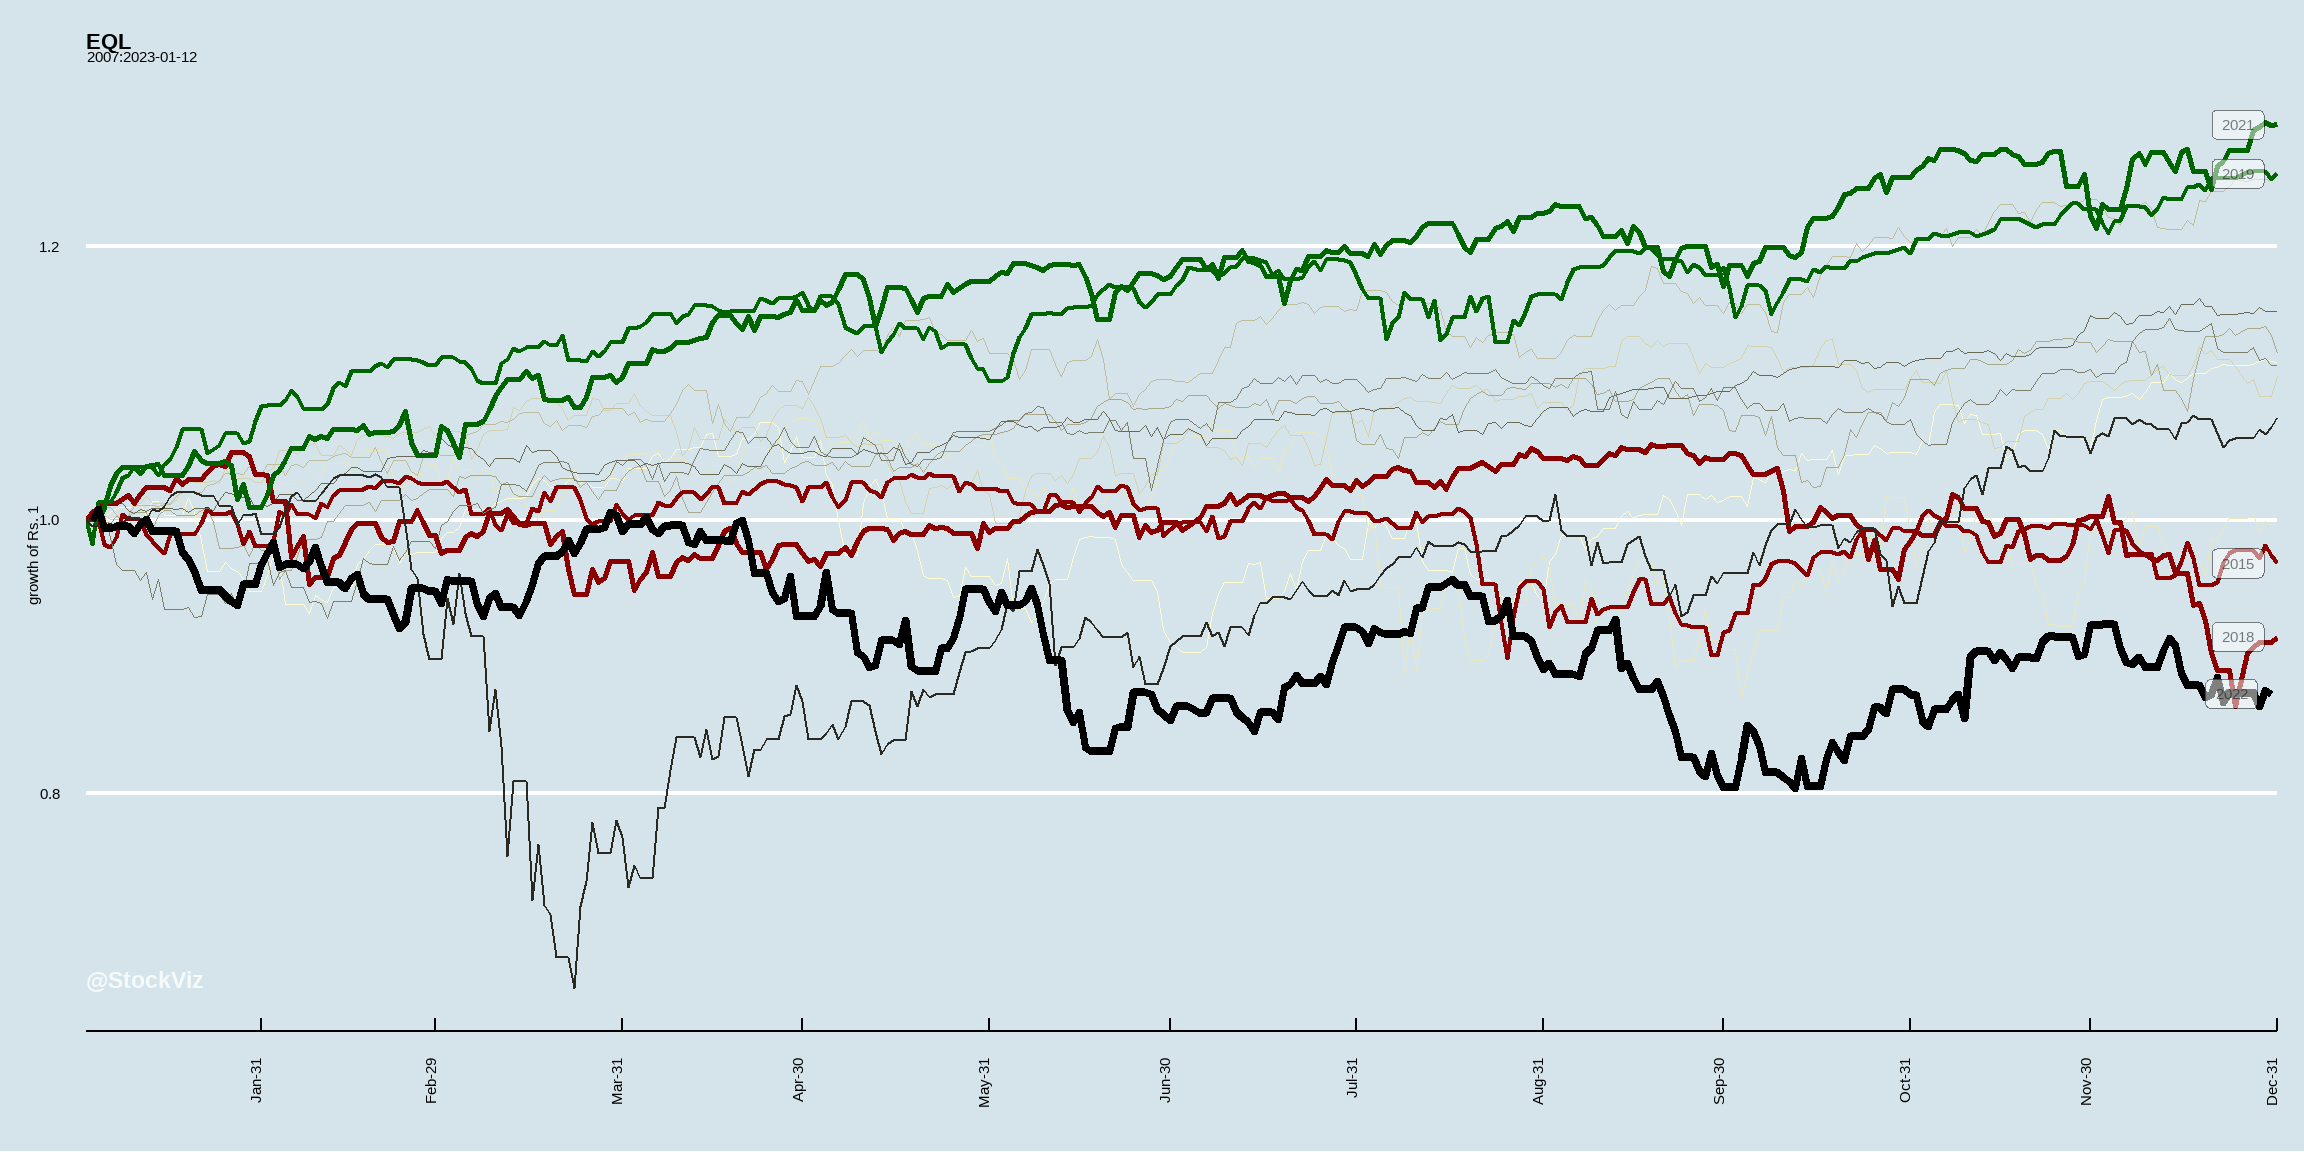 EQL
2007:2023-01-12
2021
2019
1.2
growth of Rs. 1
1.0
2015
2018
2022
0.8
@StockViz
Jan-31
Feb-29
Mar-31
Apr-30
May-31
Jun-30
Jul-31
Aug-31
Sep-30
Oct-31
Nov-30
Dec-31